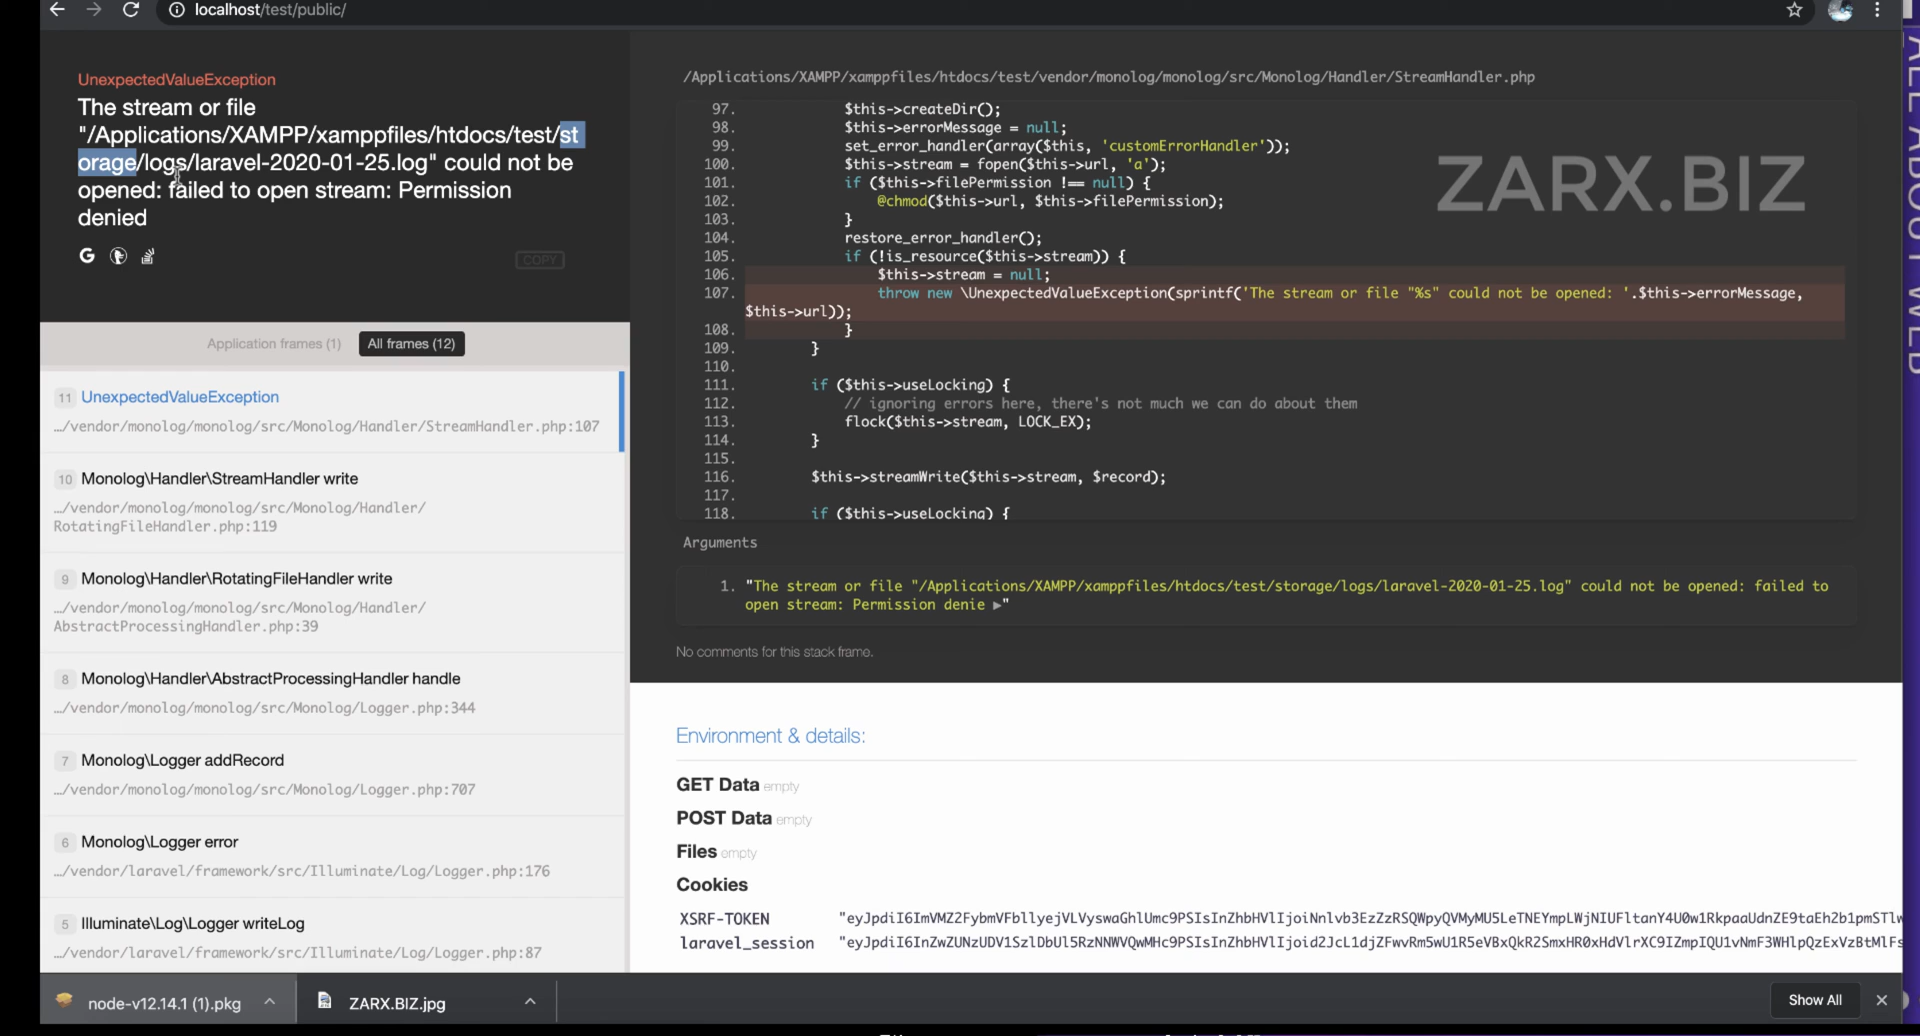 localhost/test/public/
UnexpectedValueException
The stream or file
"/Applications/XAMPP/xamppfiles/htdocs/test/st
orage/logs/laravel-2020-01-25.log" could not be
opened: failed to open stream: Permission
denied
COPY
Application frames (1)
All frames (12)
11 UnexpectedValueException
…/vendor/monolog/monolog/src/Monolog/Handler/StreamHandler.php:107
10 Monolog\Handler\StreamHandler write
…/vendor/monolog/monolog/src/Monolog/Handler/
RotatingFileHandler.php:119
9 Monolog\Handler\RotatingFileHandler write
…/vendor/monolog/monolog/src/Monolog/Handler/
AbstractProcessingHandler.php:39
8 Monolog\Handler\AbstractProcessingHandler handle
…/vendor/monolog/monolog/src/Monolog/Logger.php:344
7 Monolog\Logger addRecord
…/vendor/monolog/monolog/src/Monolog/Logger.php:707
6 Monolog\Logger error
…/vendor/laravel/framework/src/Illuminate/Log/Logger.php:176
5 Illuminate\Log\Logger writeLog
…/vendor/laravel/framework/src/Illuminate/Log/Logger.php:87
/Applications/XAMPP/xamppfiles/htdocs/test/vendor/monolog/monolog/src/Monolog/Handler/StreamHandler.php
97. $this->createDir();
98. $this->errorMessage = null;
99. set_error_handler(array($this, 'customErrorHandler'));
100. $this->stream = fopen($this->url, 'a');
101. if ($this->filePermission !== null) {
102. @chmod($this->url, $this->filePermission);
103. }
104. restore_error_handler();
105. if (!is_resource($this->stream)) {
106. $this->stream = null;
107. throw new \UnexpectedValueException(sprintf('The stream or file "%s" could not be opened: '.$this->errorMessage,
$this->url));
108. }
109. }
110.
111. if ($this->useLocking) {
112. // ignoring errors here, there's not much we can do about them
113. flock($this->stream, LOCK_EX);
114. }
115.
116. $this->streamWrite($this->stream, $record);
117.
118. if ($this->useLocking) {
ZARX.BIZ
Arguments
1. "The stream or file "/Applications/XAMPP/xamppfiles/htdocs/test/storage/logs/laravel-2020-01-25.log" could not be opened: failed to
open stream: Permission denie ▶"
No comments for this stack frame.
Environment & details:
GET Data empty
POST Data empty
Files empty
Cookies
XSRF-TOKEN
laravel_session
node-v12.14.1 (1).pkg
ZARX.BIZ.jpg
Show All